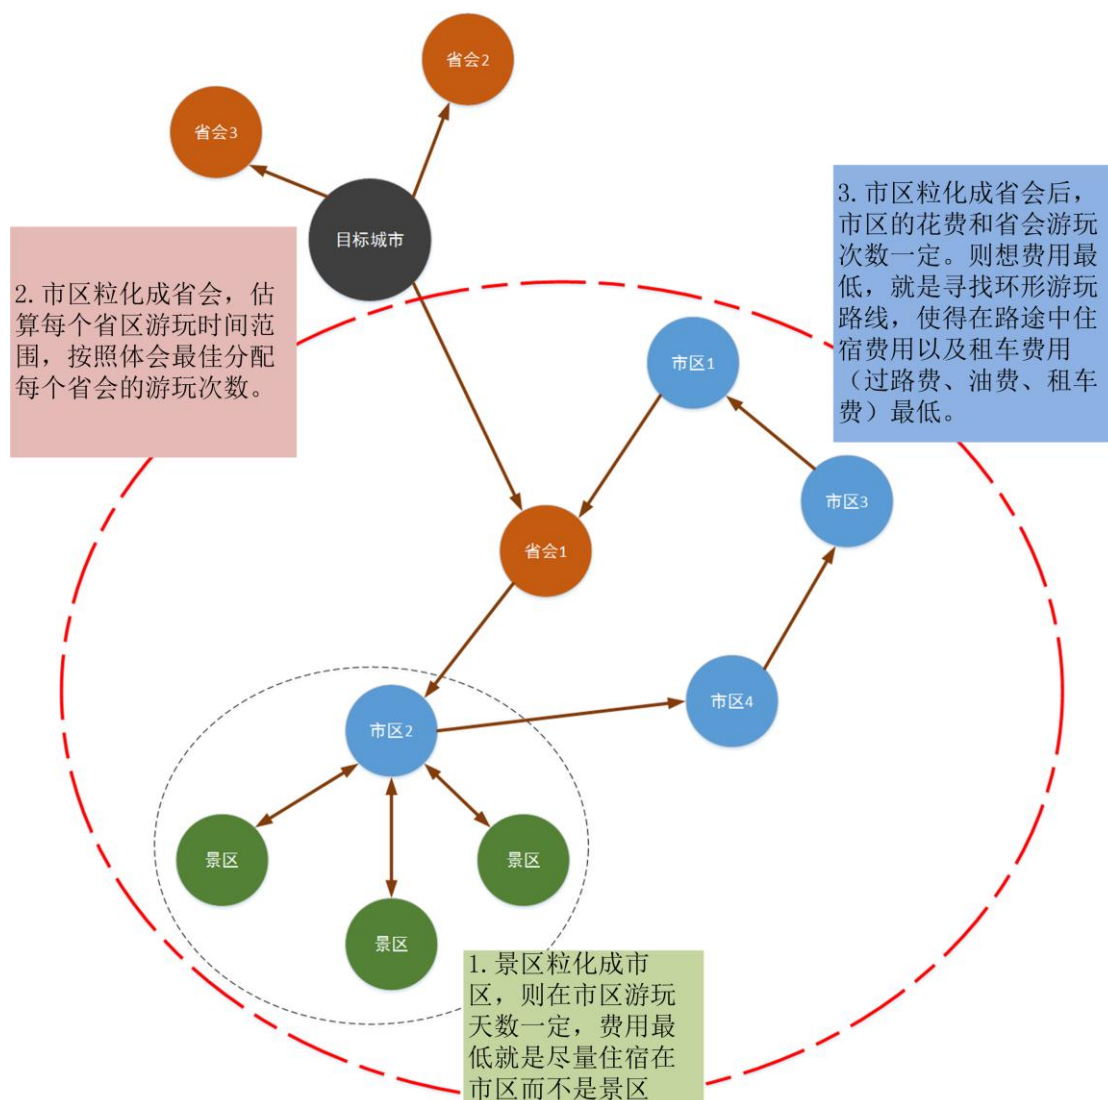 省会2
省会3
目标城市
3.市区粒化成省会后，
市区的花费和省会游玩
次数一定。则想费用最
低，就是寻找环形游玩
路线，使得在路途中住
宿费用以及租车费用
（过路费、油费、租车
费）最低。
2.市区粒化成省会，估
算每个省区游玩时间范
围，按照体会最佳分配
每个省会的游玩次数。
市区1
市区3
省会1
市区4
市区2
景区
景区
景区
1.景区粒化成市
区，则在市区游玩
天数一定，费用最
低就是尽量住宿在
市区而不是景区